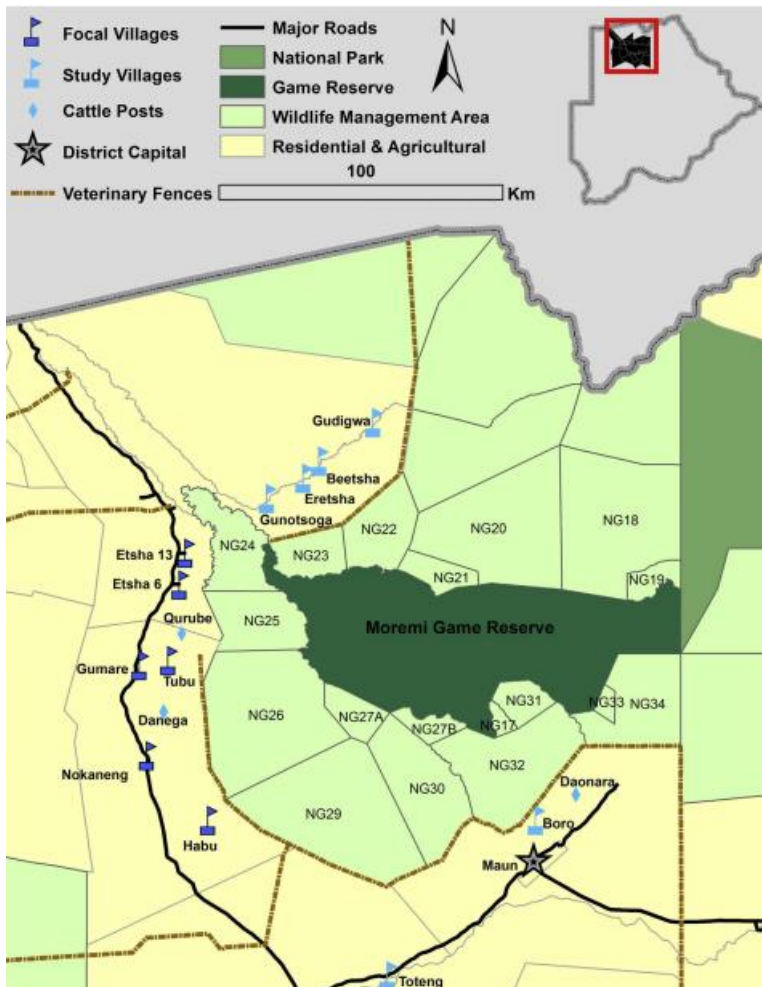 Focal Villages
Study Villages
Cattle Posts
District Capital
Veterinary Fences
Major Roads
National Park
Game Reserve
Wildlife Management Area
Residential & Agricultural
100
Km
N
Gudigwa
Beetsha
Eretsha
Gunotsoga
NG22
NG20
NG18
NG24
NG23
NG21
NG19
Etsha 13
Etsha 6
Qurube
NG25
Moremi Game Reserve
Gumare
Tubu
Danega
NG26
NG27A
NG27B
NG31
NG17
NG33
NG34
NG32
Nokaneng
NG29
NG30
Daonara
Habu
Boro
Maun
Toteng